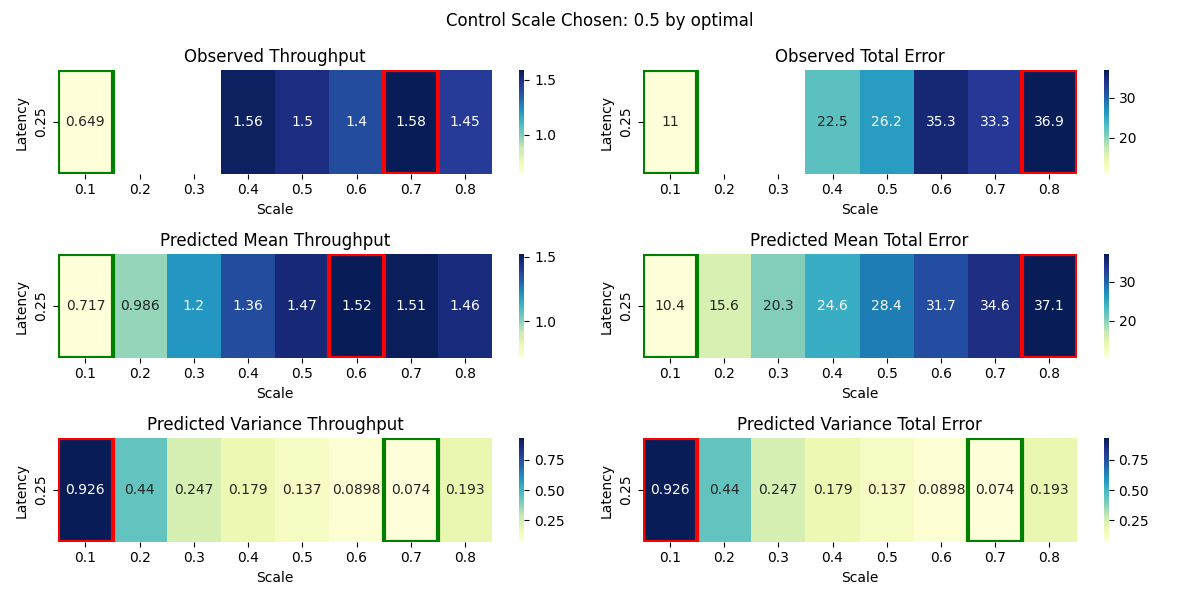 Control Scale Chosen: 0.5 by optimal
Observed Throughput
Latency
0.25
0.649 1.56 1.5 1.4 1.58 1.45
0.1 0.2 0.3 0.4 0.5 0.6 0.7 0.8
Scale
1.5
1.0
Observed Total Error
Latency
0.25
11 22.5 26.2 35.3 33.3 36.9
0.1 0.2 0.3 0.4 0.5 0.6 0.7 0.8
Scale
30
20
Predicted Mean Throughput
Latency
0.25
0.717 0.986 1.2 1.36 1.47 1.52 1.51 1.46
0.1 0.2 0.3 0.4 0.5 0.6 0.7 0.8
Scale
1.5
1.0
Predicted Mean Total Error
Latency
0.25
10.4 15.6 20.3 24.6 28.4 31.7 34.6 37.1
0.1 0.2 0.3 0.4 0.5 0.6 0.7 0.8
Scale
30
20
Predicted Variance Throughput
Latency
0.25
0.926 0.44 0.247 0.179 0.137 0.0898 0.074 0.193
0.1 0.2 0.3 0.4 0.5 0.6 0.7 0.8
Scale
0.75
0.50
0.25
Predicted Variance Total Error
Latency
0.25
0.926 0.44 0.247 0.179 0.137 0.0898 0.074 0.193
0.1 0.2 0.3 0.4 0.5 0.6 0.7 0.8
Scale
0.75
0.50
0.25